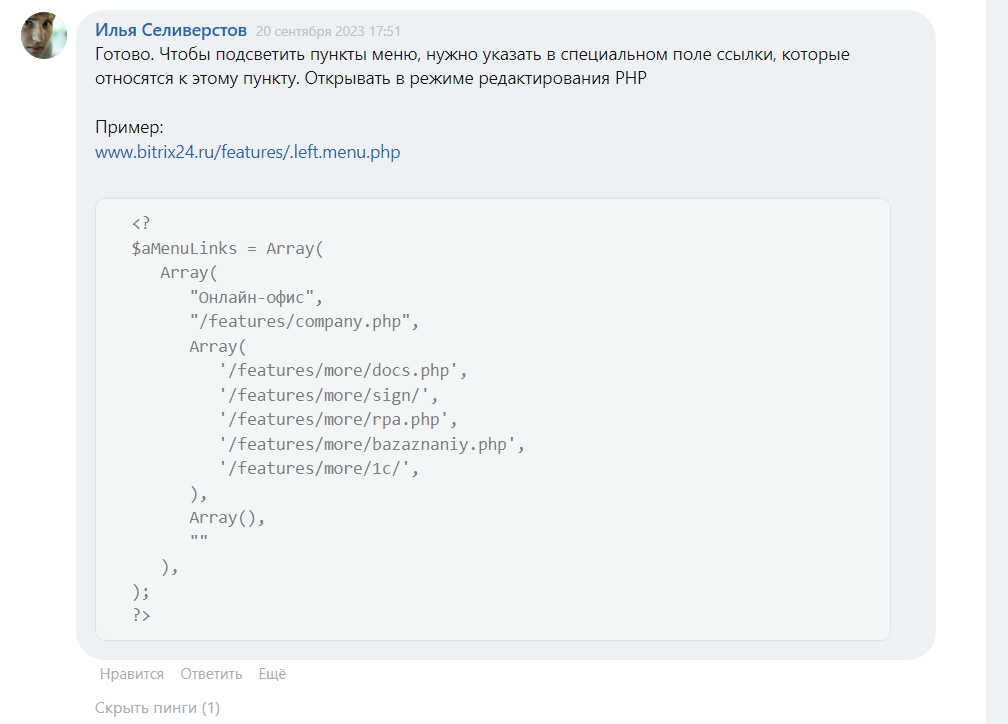 Илья Селиверстов 20 сентября 2023 17:51
Готово. Чтобы подсветить пункты меню, нужно указать в специальном поле ссылки, которые
относятся к этому пункту. Открывать в режиме редактирования PHP
Пример:
www.bitrix24.ru/features/.left.menu.php
<?
$aMenuLinks = Array(
   Array(
      "Онлайн-офис",
      "/features/company.php",
      Array(
         '/features/more/docs.php',
         '/features/more/sign/',
         '/features/more/rpa.php',
         '/features/more/bazaznaniy.php',
         '/features/more/1c/',
      ),
      Array(),
      ""
   ),
);
?>
Нравится Ответить Ещё
Скрыть пинги (1)